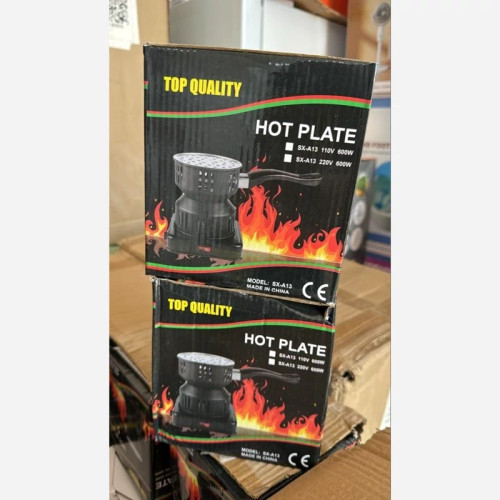 TOP QUALITY
HOT PLATE
SX-A13 110V 600W
SX-A13 220V 600W
MODEL: SX-A13
MADE IN CHINA
CE
TOP QUALITY
HOT PLATE
SX-A13 110V 600W
SX-A13 220V 600W
MODEL: SX-A13
MADE IN CHINA
CE